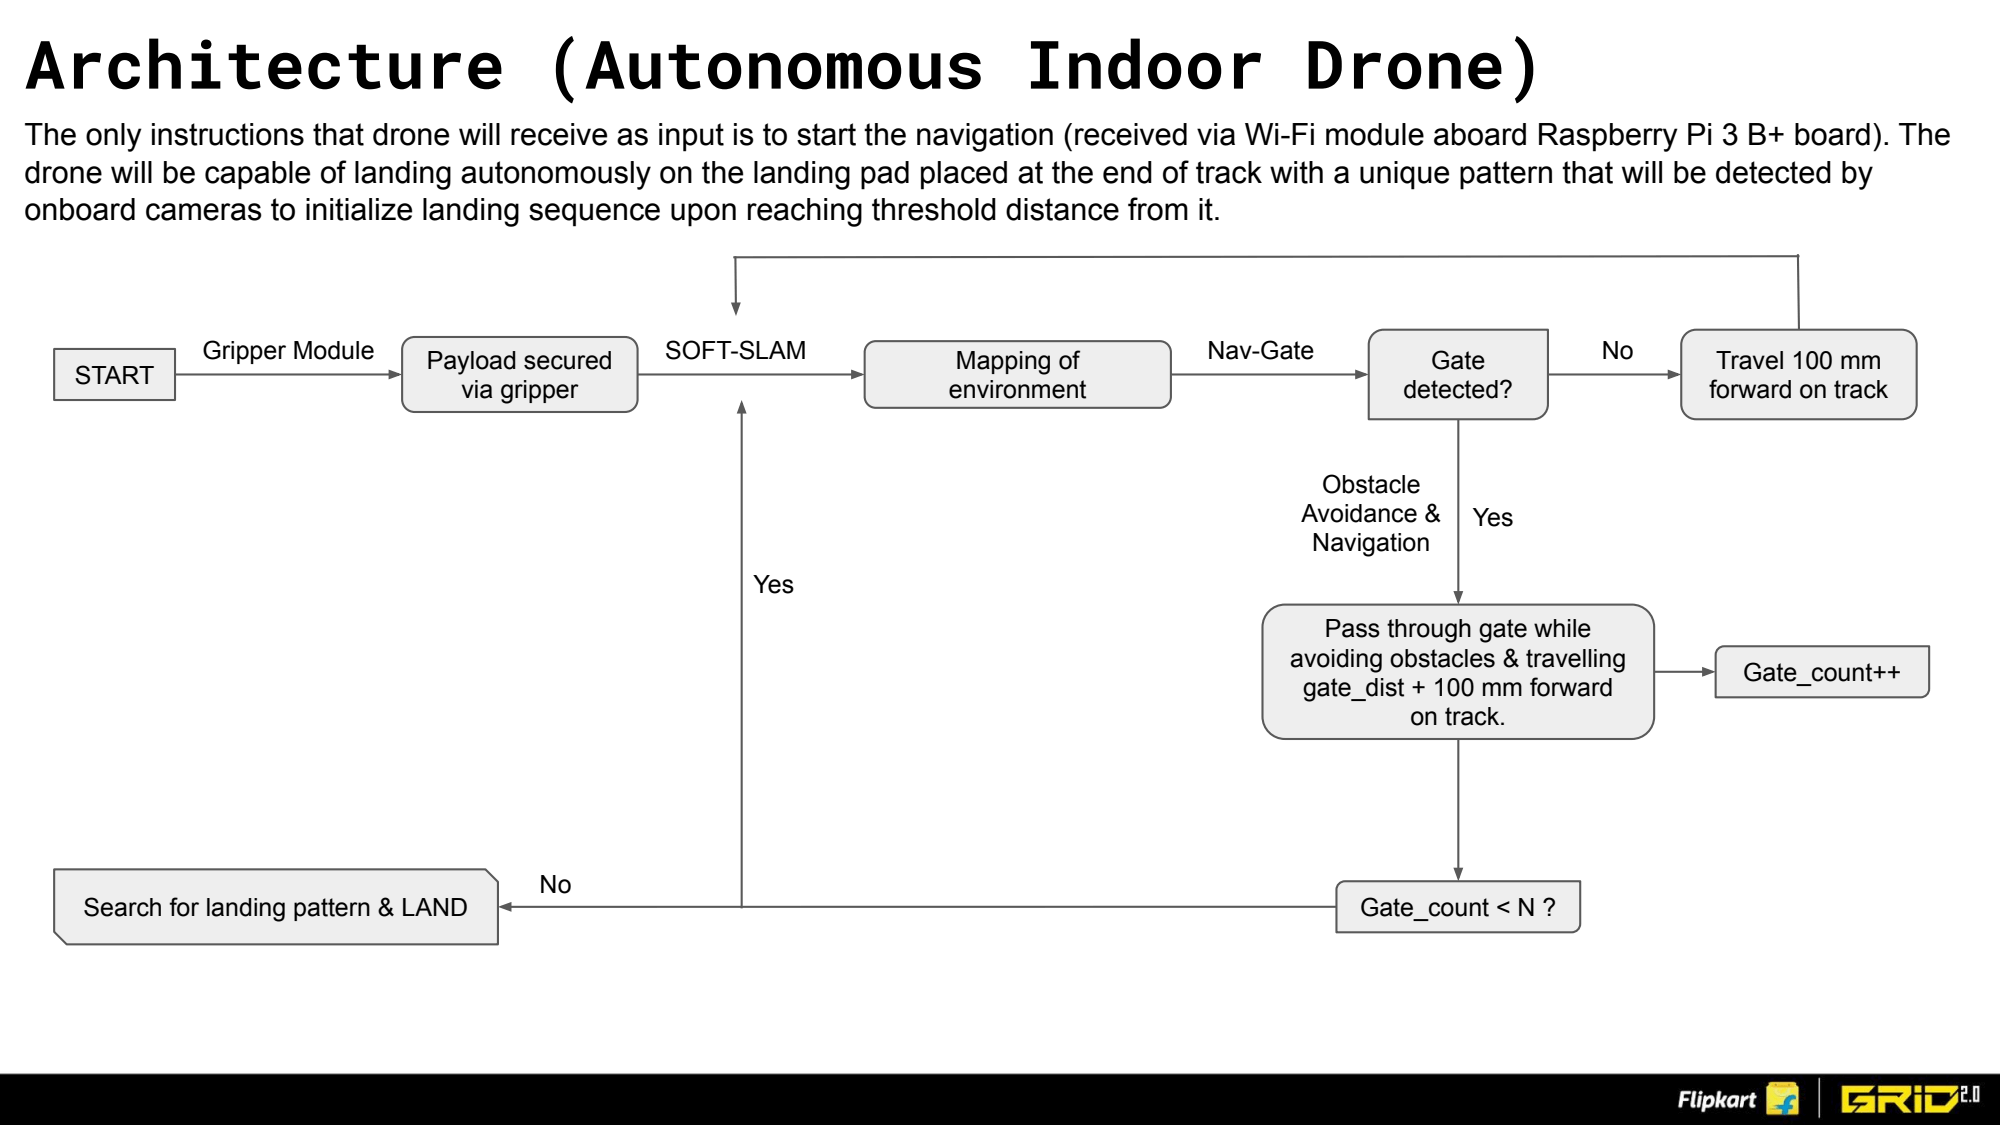 Architecture (Autonomous Indoor Drone)
The only instructions that drone will receive as input is to start the navigation (received via Wi-Fi module aboard Raspberry Pi 3 B+ board). The
drone will be capable of landing autonomously on the landing pad placed at the end of track with a unique pattern that will be detected by
onboard cameras to initialize landing sequence upon reaching threshold distance from it.
START
Gripper Module
Payload secured
via gripper
SOFT-SLAM
Mapping of
environment
Nav-Gate
Gate
detected?
No
Travel 100 mm
forward on track
Obstacle
Avoidance &
Navigation
Yes
Yes
Pass through gate while
avoiding obstacles & travelling
gate_dist + 100 mm forward
on track.
Gate_count++
Search for landing pattern & LAND
No
Gate_count < N ?
Flipkart
GRiD 2.0